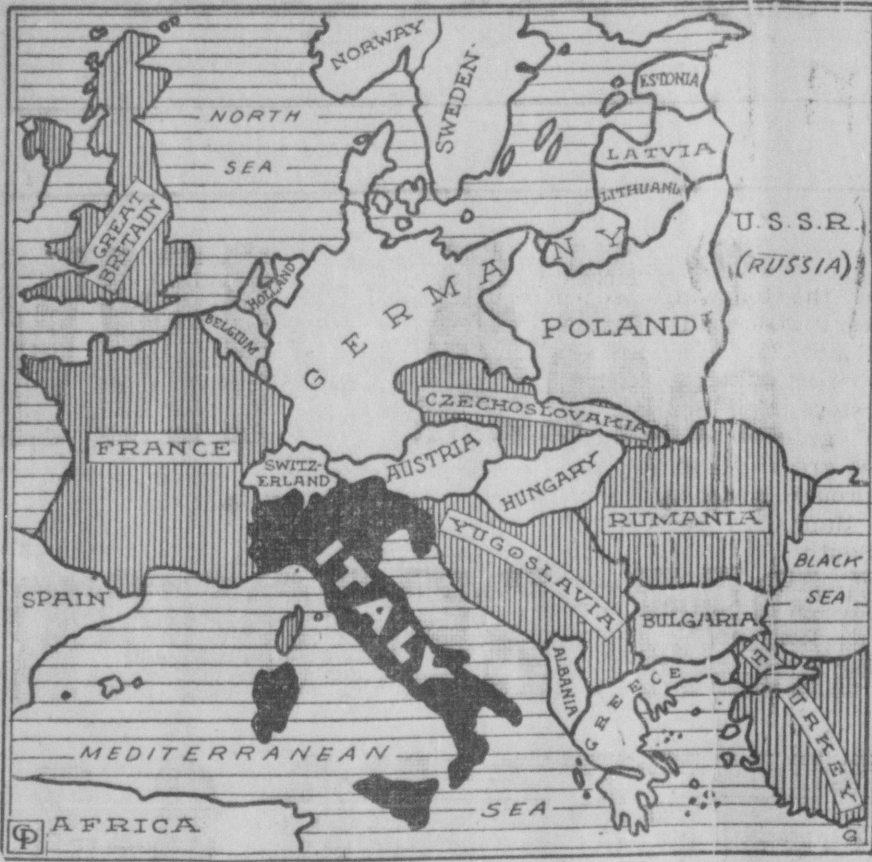 NORWAY
SWEDEN
ESTONIA
NORTH
SEA
LATVIA
LITHUANI
GREAT
BRITAIN
U.S.S.R.
(RUSSIA)
HOLLAND
BELGIUM
GERMANY
POLAND
CZECHOSLOVAKIA
FRANCE
SWITZ-
ERLAND
AUSTRIA
HUNGARY
RUMANIA
ITALY
YUGOSLAVIA
BLACK
SEA
SPAIN
BULGARIA
ALBANIA
GREECE
TURKEY
MEDITERRANEAN
SEA
AFRICA
CP
G